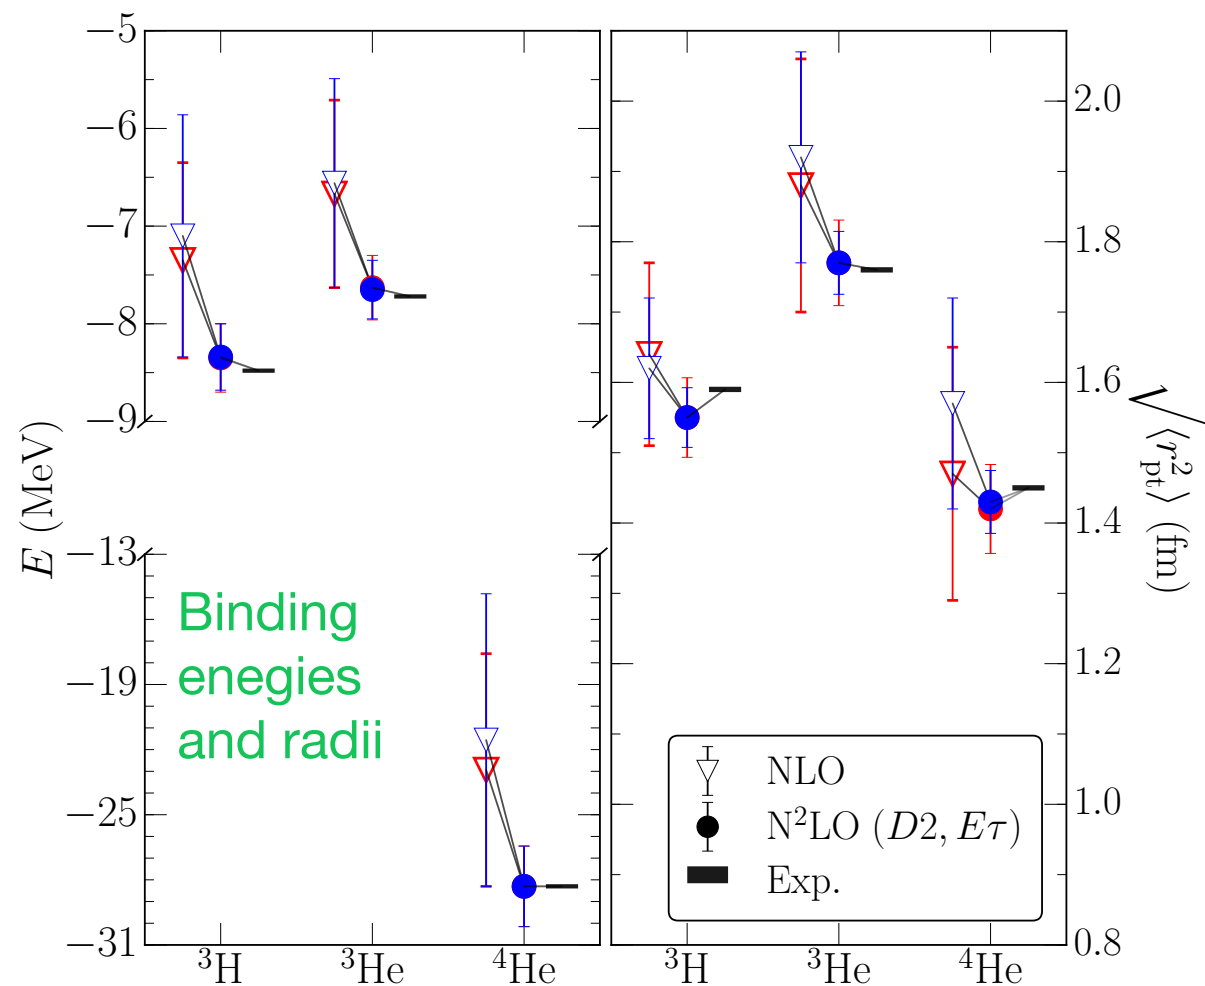 −5
−6
−7
−8
−9
−13
−19
−25
−31
E (MeV)
Binding
enegies
and radii
³H
³He
⁴He
2.0
1.8
1.6
1.4
1.2
1.0
0.8
√⟨r²ₚₜ⟩ (fm)
NLO
N²LO (D2, Eτ)
Exp.
³H
³He
⁴He